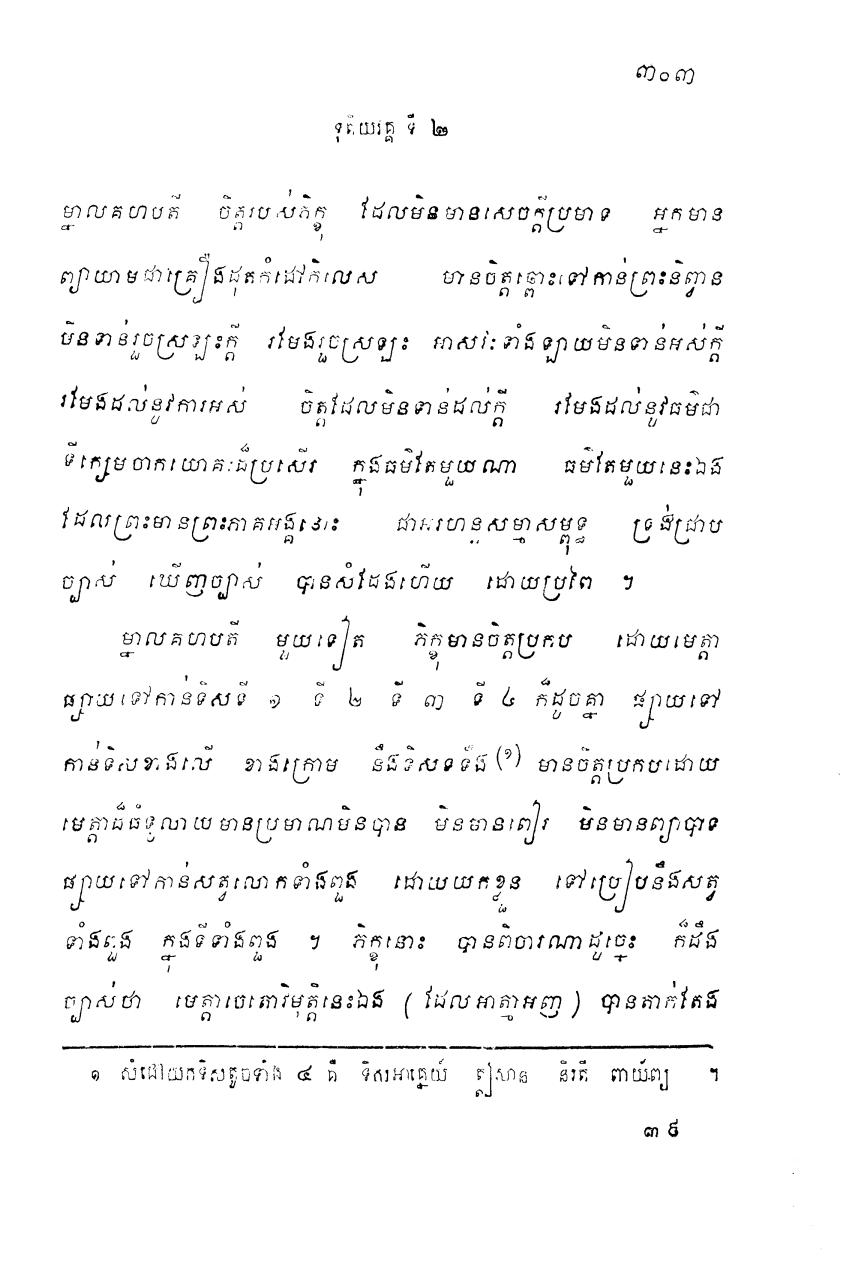 ៣០៣
ទុតិយវគ្គ ទី ២
ម្នាលគហបតី ចិត្តរបស់ភិក្ខុ ដែលមិនមានសេចក្តីប្រមាទ អ្នកមាន
ព្យាយាមជាគ្រឿងដុតកំដៅកិលេស មានចិត្តឆ្ពោះទៅកាន់ព្រះនិព្វាន
មិនទាន់រួចស្រឡះក្តី រមែងរួចស្រឡះ អាសវៈទាំងឡាយមិនទាន់អស់ក្តី
រមែងដល់នូវការអស់ ចិត្តដែលមិនទាន់ដល់ក្តី រមែងដល់នូវធម៌ជា
ទីក្សេមចាកយោគៈដ៏ប្រសើរ ក្នុងធម៌តែមួយណា ធម៌តែមួយនេះឯង
ដែលព្រះមានព្រះភាគអង្គនោះ ជាអរហន្តសម្មាសម្ពុទ្ធ ទ្រង់ជ្រាប
ច្បាស់ ឃើញច្បាស់ បានសំដែងហើយ ដោយប្រពៃ ។
ម្នាលគហបតី មួយទៀត ភិក្ខុមានចិត្តប្រកប ដោយមេត្តា
ផ្សាយទៅកាន់ទិសទី ១ ទី ២ ទី ៣ ទី ៤ ក៏ដូចគ្នា ផ្សាយទៅ
កាន់ទិសខាងលើ ខាងក្រោម នឹងទិសទទឹង (១) មានចិត្តប្រកបដោយ
មេត្តាដ៏ធំទូលាយមានប្រមាណមិនបាន មិនមានពៀរ មិនមានព្យាបាទ
ផ្សាយទៅកាន់សត្វលោកទាំងពួង ដោយយកខ្លួន ទៅប្រៀបនឹងសត្វ
ទាំងពួង ក្នុងទីទាំងពួង ។ ភិក្ខុនោះ បានពិចារណាដូច្នេះ ក៏ដឹង
ច្បាស់ថា មេត្តាចេតោវិមុត្តិនេះឯង ( ដែលអាត្មាអញ ) បានតាក់តែង
១ សំដៅយកទិសតូចទាំង ៤ គឺ ទិសអាគ្នេយ៍ ឦសាន និរតី ពាយ័ព្យ ។
៣៩